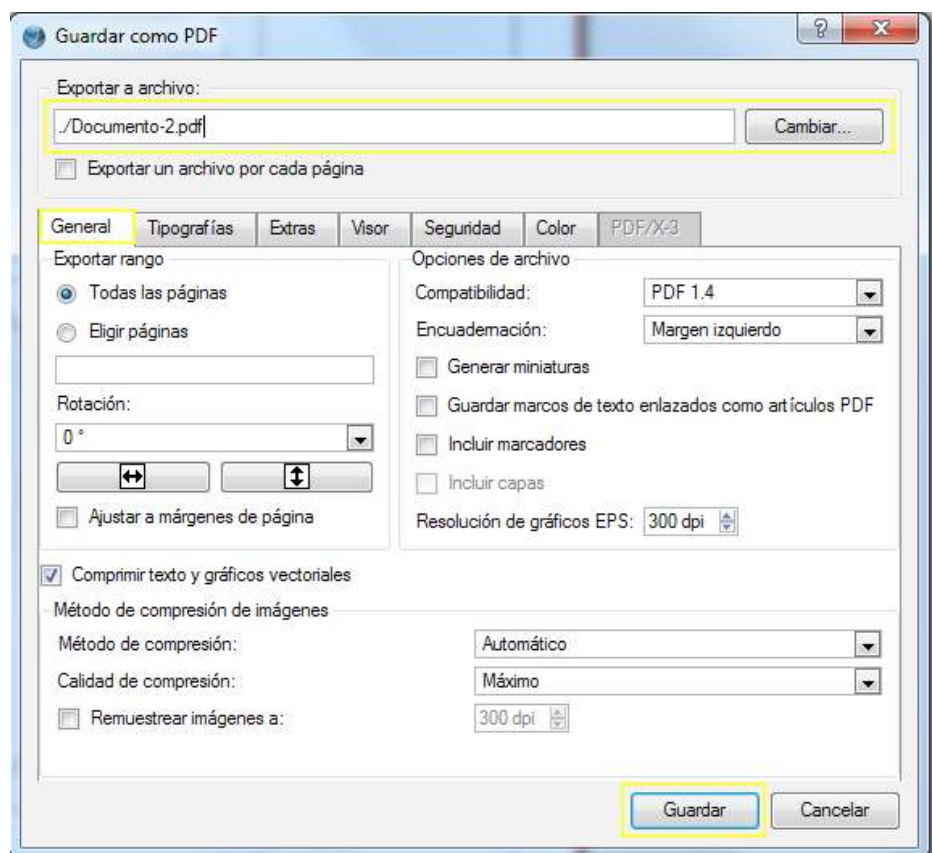 Guardar como PDF
Exportar a archivo:
./Documento-2.pdf
Cambiar...
Exportar un archivo por cada página
General Tipografías Extras Visor Seguridad Color PDF/X-3
Exportar rango
Todas las páginas
Eligir páginas
Rotación:
0 °
Ajustar a márgenes de página
Opciones de archivo
Compatibilidad: PDF 1.4
Encuadernación: Margen izquierdo
Generar miniaturas
Guardar marcos de texto enlazados como artículos PDF
Incluir marcadores
Incluir capas
Resolución de gráficos EPS: 300 dpi
Comprimir texto y gráficos vectoriales
Método de compresión de imágenes
Método de compresión: Automático
Calidad de compresión: Máximo
Remuestrear imágenes a: 300 dpi
Guardar Cancelar